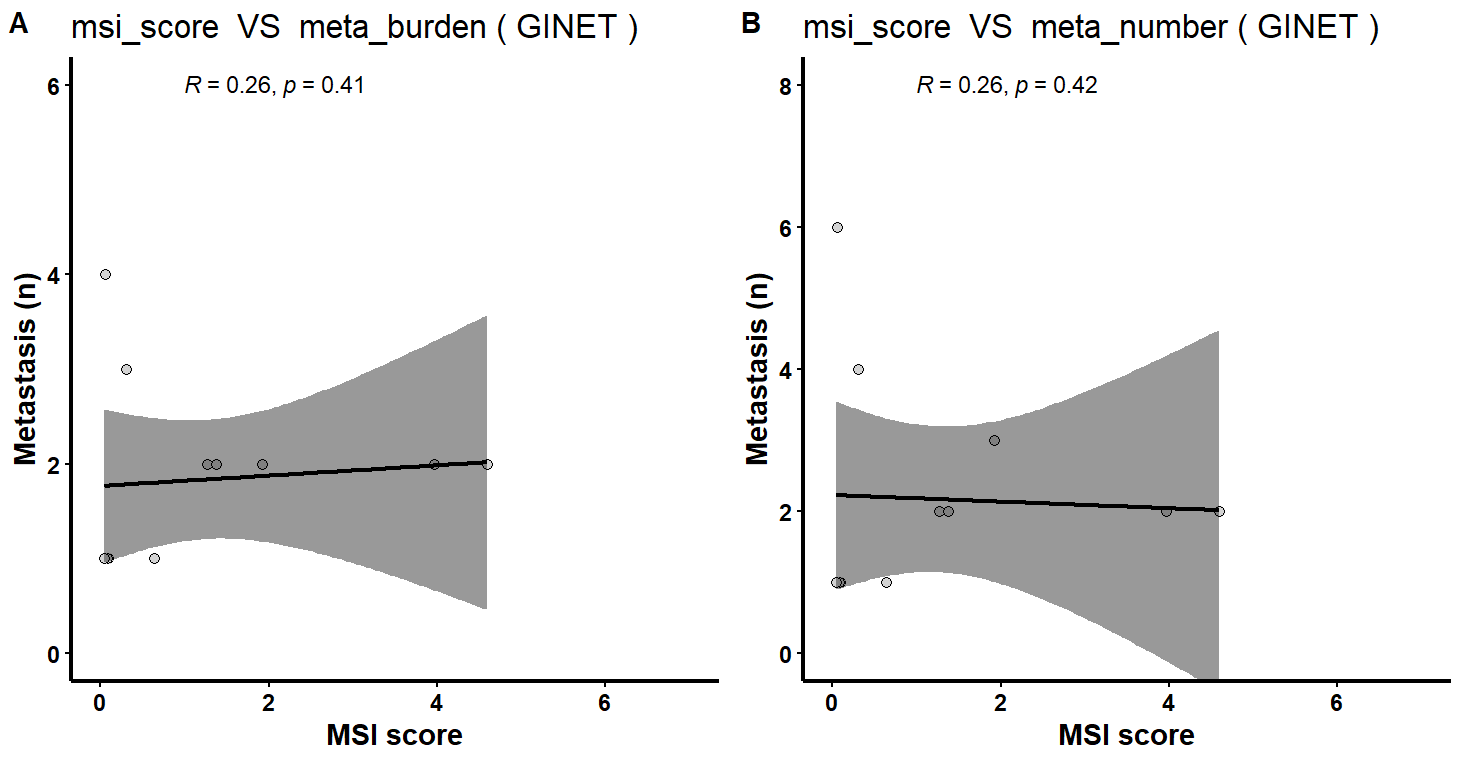 A
msi_score VS meta_burden ( GINET )
R = 0.26, p = 0.41
6
4
2
0
Metastasis (n)
0 2 4 6
MSI score
B
msi_score VS meta_number ( GINET )
R = 0.26, p = 0.42
8
6
4
2
0
Metastasis (n)
0 2 4 6
MSI score